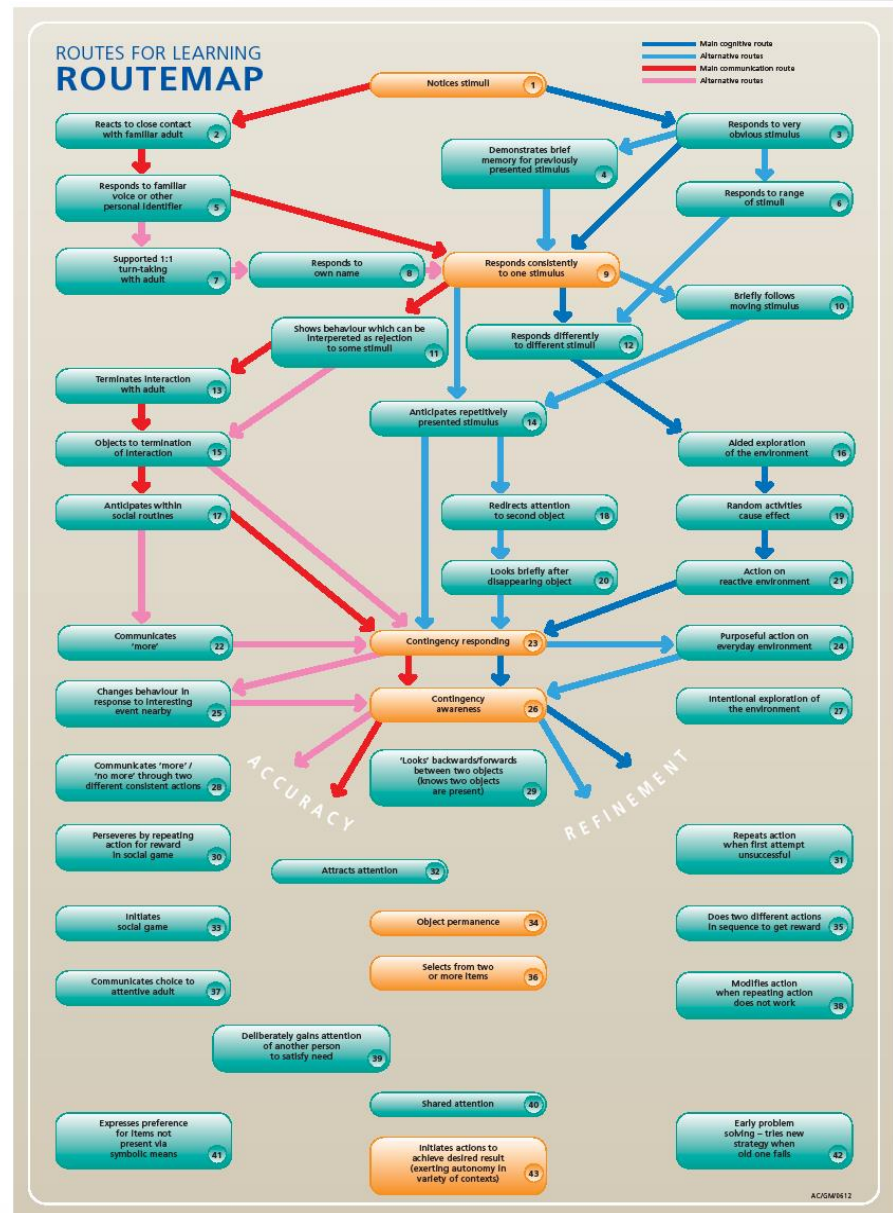 ROUTES FOR LEARNING
ROUTEMAP
Main cognitive route
Alternative routes
Main communication route
Alternative routes
Notices stimuli
1
Reacts to close contact
with familiar adult
2
Responds to very
obvious stimulus
3
Demonstrates brief
memory for previously
presented stimulus
4
Responds to familiar
voice or other
personal identifier
5
Responds to range
of stimuli
6
Supported 1:1
turn-taking
with adult
7
Responds to
own name
8
Responds consistently
to one stimulus
9
Briefly follows
moving stimulus
10
Shows behaviour which can be
interpereted as rejection
to some stimuli
11
Responds differently
to different stimuli
12
Terminates interaction
with adult
13
Anticipates repetitively
presented stimulus
14
Objects to termination
of interaction
15
Aided exploration
of the environment
16
Anticipates within
social routines
17
Redirects attention
to second object
18
Random activities
cause effect
19
Looks briefly after
disappearing object
20
Action on
reactive environment
21
Communicates
‘more’
22
Contingency responding
23
Purposeful action on
everyday environment
24
Changes behaviour in
response to interesting
event nearby
25
Contingency
awareness
26
Intentional exploration of
the environment
27
ACCURACY
REFINEMENT
Communicates ‘more’ /
‘no more’ through two
different consistent actions
28
‘Looks’ backwards/forwards
between two objects
(knows two objects
are present)
29
Perseveres by repeating
action for reward
in social game
30
Repeats action
when first attempt
unsuccessful
31
Attracts attention
32
Initiates
social game
33
Object permanence
34
Does two different actions
in sequence to get reward
35
Selects from two
or more items
36
Communicates choice to
attentive adult
37
Modifies action
when repeating action
does not work
38
Deliberately gains attention
of another person
to satisfy need
39
Shared attention
40
Expresses preference
for items not
present via
symbolic means
41
Early problem
solving – tries new
strategy when
old one fails
42
Initiates actions to
achieve desired result
(exerting autonomy in
variety of contexts)
43
AC/GM/0612